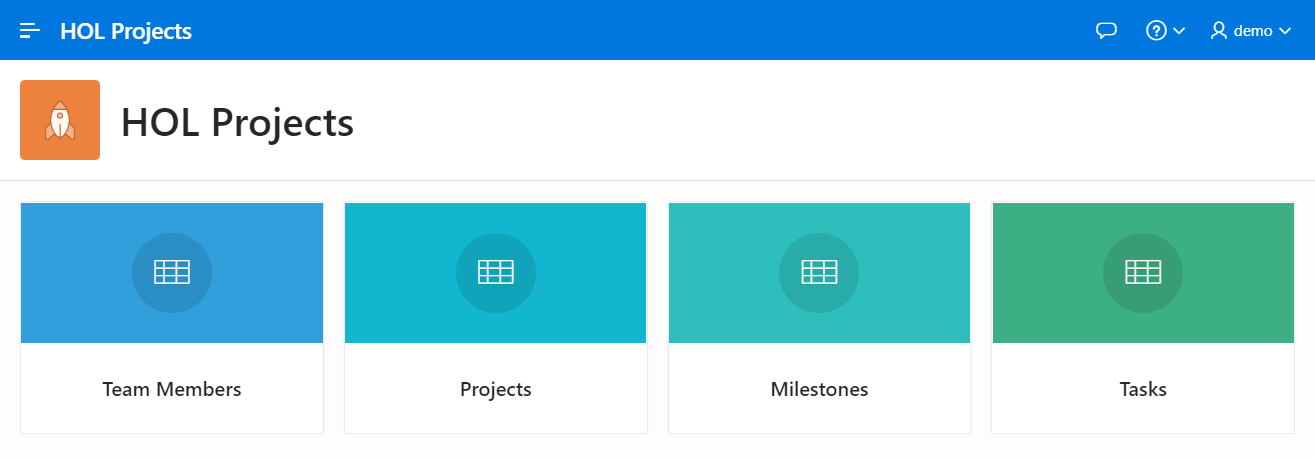 HOL Projects
demo
HOL Projects
Team Members
Projects
Milestones
Tasks